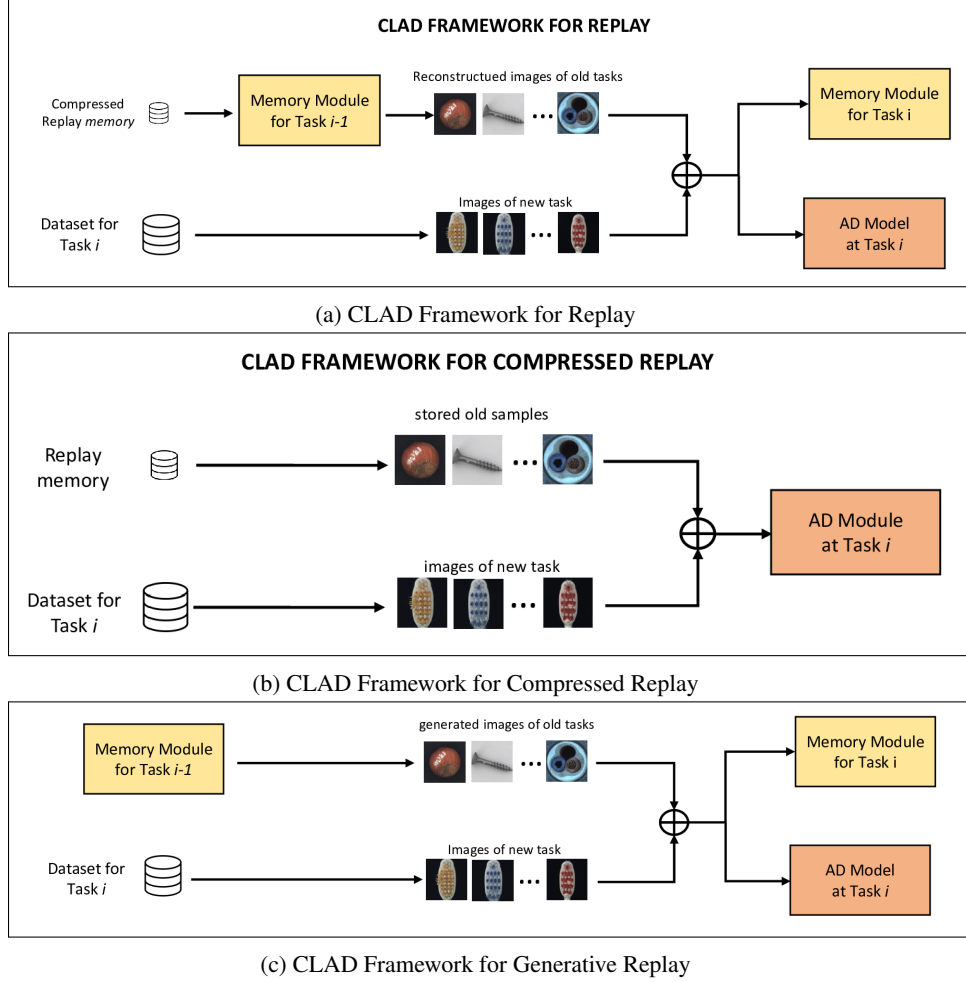 CLAD FRAMEWORK FOR REPLAY
Compressed
Replay memory
Memory Module
for Task i-1
Reconstructued images of old tasks
Memory Module
for Task i
Dataset for
Task i
Images of new task
AD Model
at Task i
(a) CLAD Framework for Replay
CLAD FRAMEWORK FOR COMPRESSED REPLAY
stored old samples
Replay
memory
AD Module
at Task i
images of new task
Dataset for
Task i
(b) CLAD Framework for Compressed Replay
Memory Module
for Task i-1
generated images of old tasks
Memory Module
for Task i
Dataset for
Task i
Images of new task
AD Model
at Task i
(c) CLAD Framework for Generative Replay